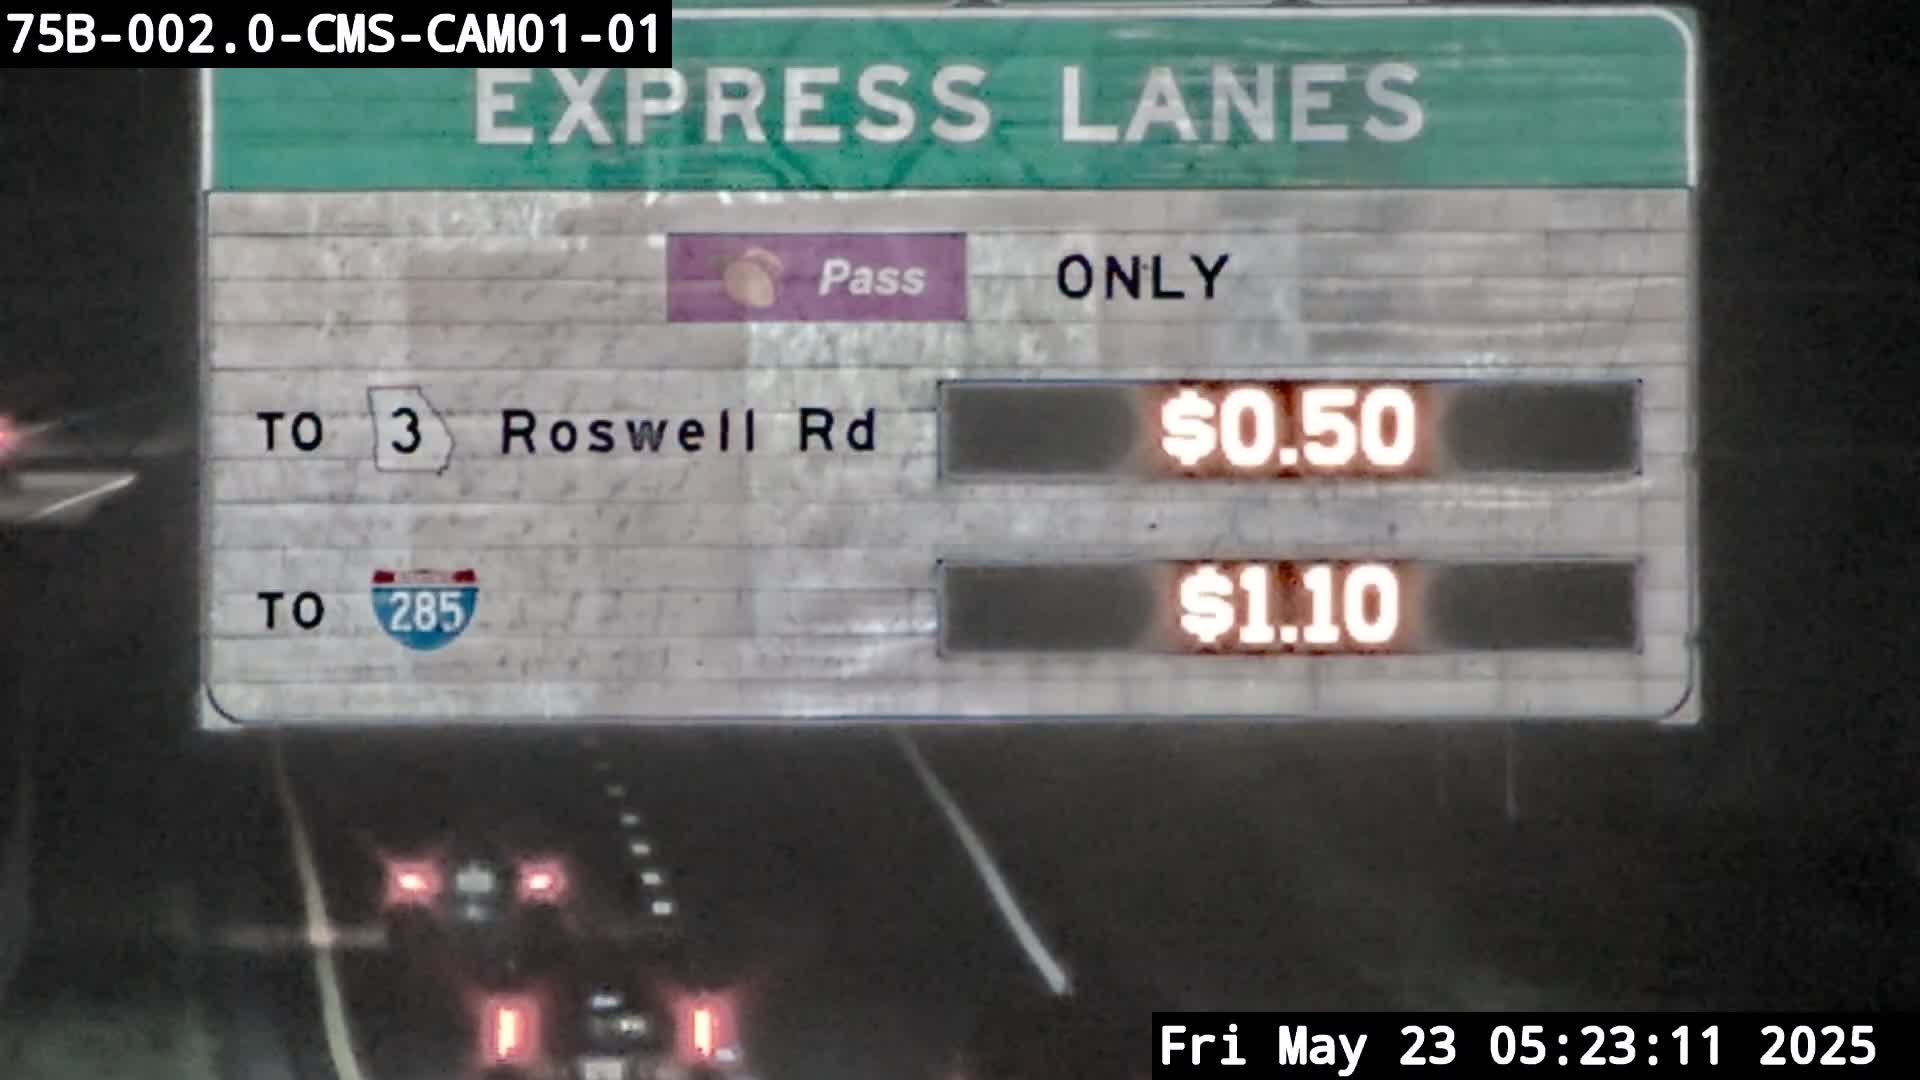 75B-002.0-CMS-CAM01-01
EXPRESS LANES
Pass ONLY
TO 3 Roswell Rd $0.50
TO 285 $1.10
Fri May 23 05:23:11 2025